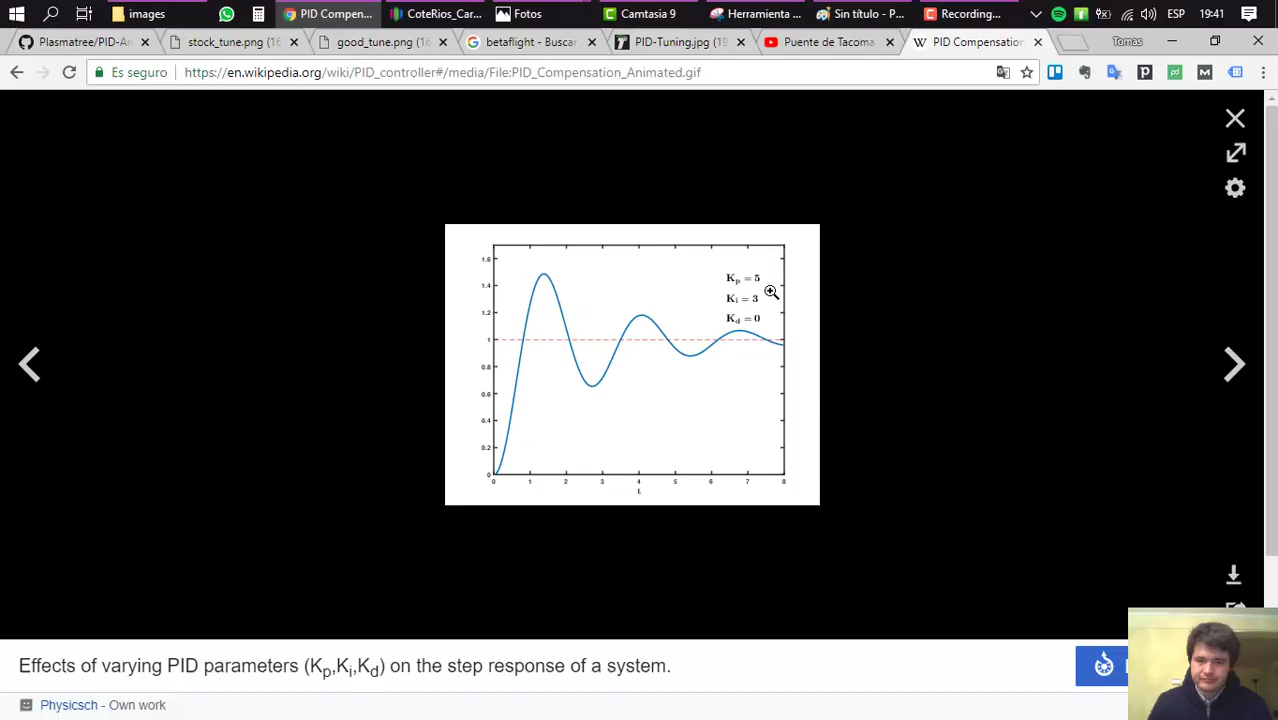 images
PID Compen...
CoteRios_Car...
Fotos
Camtasia 9
Herramienta ...
Sin título - P...
Recording...
ESP
19:41
Plasmatree/PID-An
stock_tune.png (16
good_tune.png (16
betaflight - Buscar
PID-Tuning.jpg (19
Puente de Tacoma
PID Compensation
Tomas
Es seguro
https://en.wikipedia.org/wiki/PID_controller#/media/File:PID_Compensation_Animated.gif
1.6
1.4
1.2
1
0.8
0.6
0.4
0.2
0
Kp = 5
Ki = 3
Kd = 0
0 1 2 3 4 5 6 7 8
t
Effects of varying PID parameters (Kp,Ki,Kd) on the step response of a system.
Physicsch - Own work